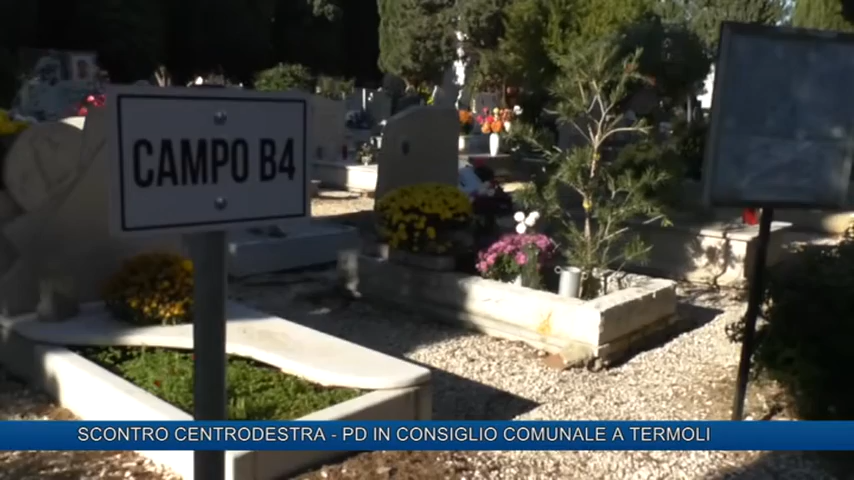 CAMPO B4
SCONTRO CENTRODESTRA - PD IN CONSIGLIO COMUNALE A TERMOLI